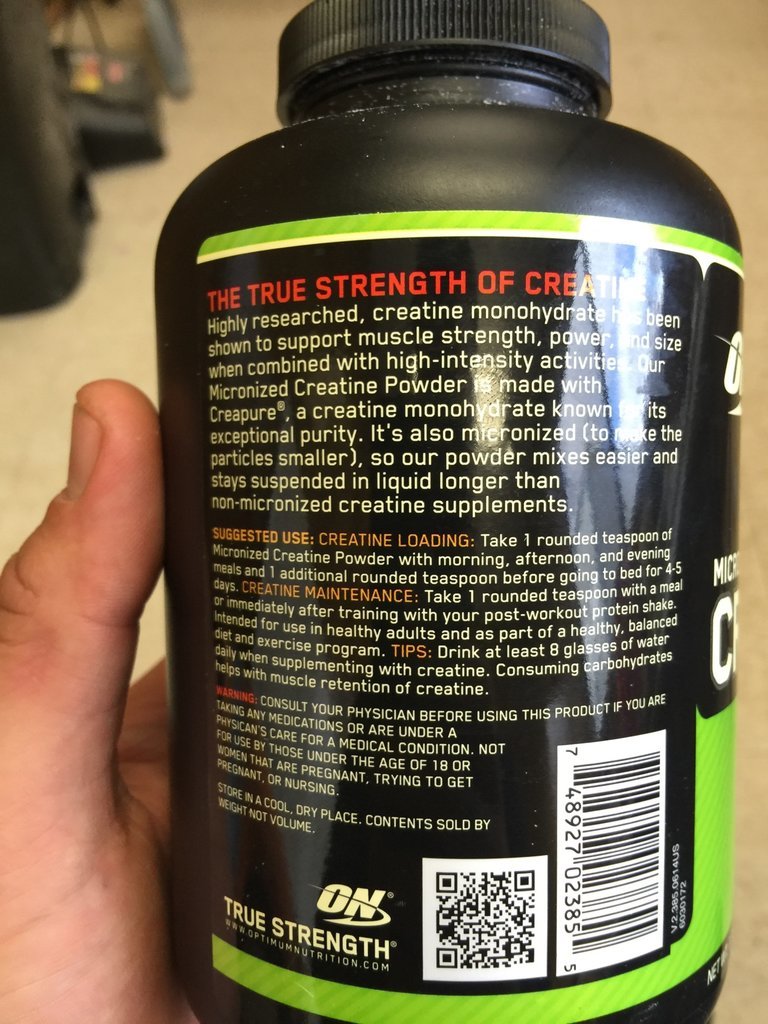 THE TRUE STRENGTH OF CREATINE
Highly researched, creatine monohydrate has been
shown to support muscle strength, power, and size
when combined with high-intensity activities. Our
Micronized Creatine Powder is made with
Creapure®, a creatine monohydrate known for its
exceptional purity. It's also micronized (to make the
particles smaller), so our powder mixes easier and
stays suspended in liquid longer than
non-micronized creatine supplements.
SUGGESTED USE: CREATINE LOADING: Take 1 rounded teaspoon of
Micronized Creatine Powder with morning, afternoon, and evening
meals and 1 additional rounded teaspoon before going to bed for 4-5
days. CREATINE MAINTENANCE: Take 1 rounded teaspoon with a meal
or immediately after training with your post-workout protein shake.
Intended for use in healthy adults and as part of a healthy, balanced
diet and exercise program. TIPS: Drink at least 8 glasses of water
daily when supplementing with creatine. Consuming carbohydrates
helps with muscle retention of creatine.
WARNING: CONSULT YOUR PHYSICIAN BEFORE USING THIS PRODUCT IF YOU ARE
TAKING ANY MEDICATIONS OR ARE UNDER A
PHYSICIAN'S CARE FOR A MEDICAL CONDITION. NOT
FOR USE BY THOSE UNDER THE AGE OF 18 OR
WOMEN THAT ARE PREGNANT, TRYING TO GET
PREGNANT, OR NURSING.
STORE IN A COOL, DRY PLACE. CONTENTS SOLD BY
WEIGHT NOT VOLUME.
ON®
TRUE STRENGTH®
WWW.OPTIMUMNUTRITION.COM
7 48927 02385 5
V.2.385.0614US
6030172